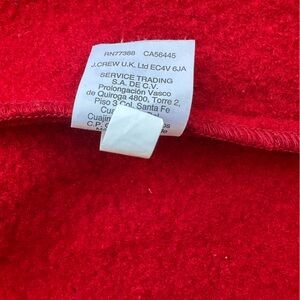 RN77388 CA56445
J.CREW U.K. Ltd EC4V 6JA
SERVICE TRADING
S.A. DE C.V.
Prolongación Vasco
de Quiroga 4800, Torre 2,
Piso 3 Col. Santa Fe
Cuajim
C.P.